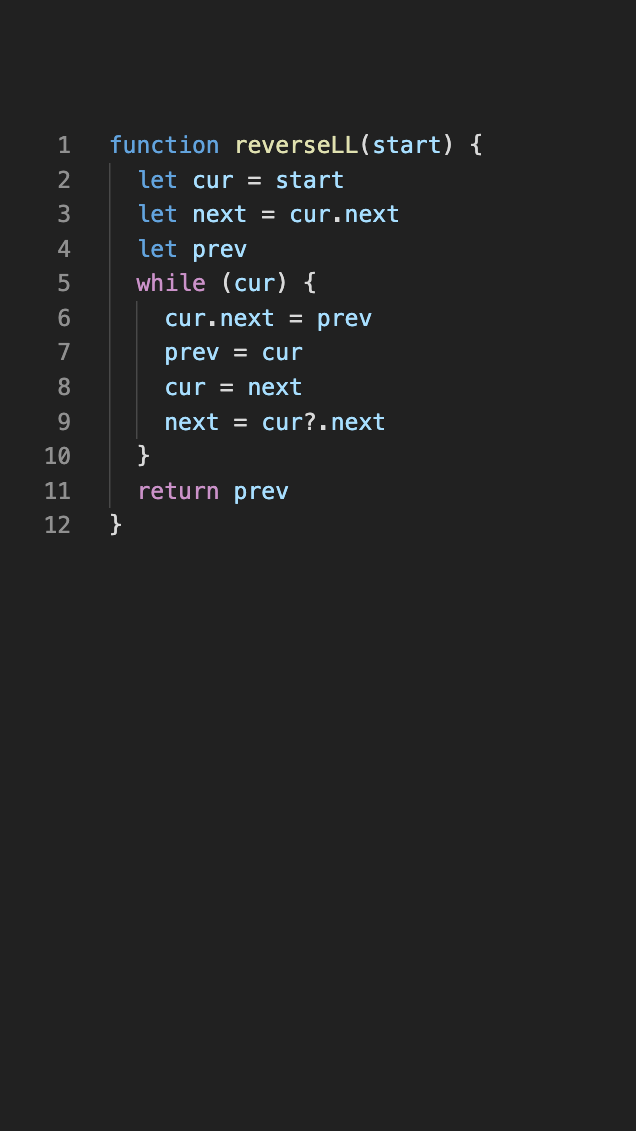 1 function reverseLL(start) {
2 let cur = start
3 let next = cur.next
4 let prev
5 while (cur) {
6 cur.next = prev
7 prev = cur
8 cur = next
9 next = cur?.next
10 }
11 return prev
12 }